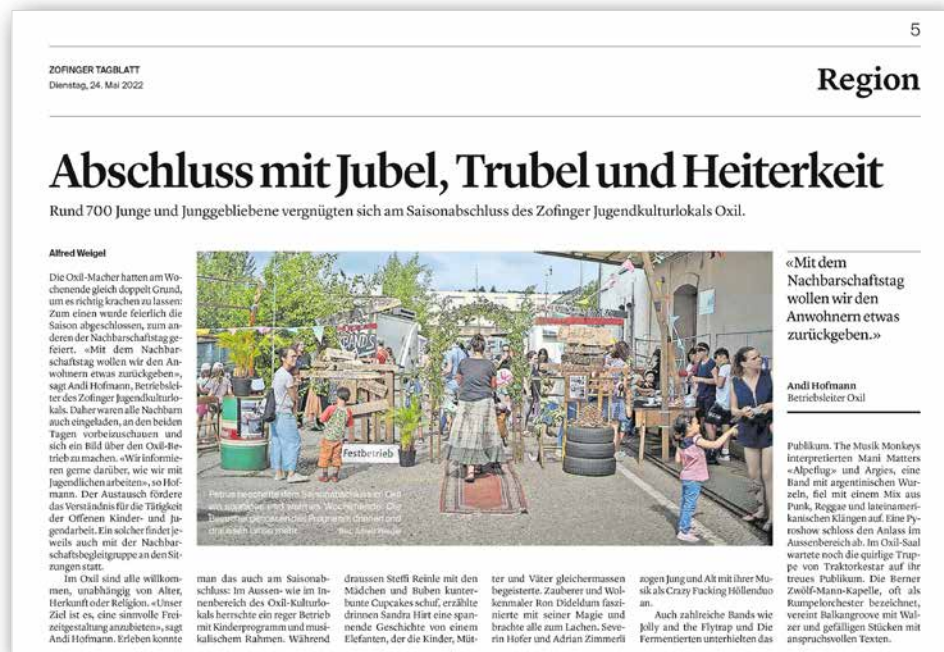 5
ZOFINGER TAGBLATT
Dienstag, 24. Mai 2022
Region
Abschluss mit Jubel, Trubel und Heiterkeit
Rund 700 Junge und Junggebliebene vergnügten sich am Saisonabschluss des Zofinger Jugendkulturlokals Oxil.
Alfred Weigel
Die Oxil-Macher hatten am Wo-
chenende gleich doppelt Grund,
um es richtig krachen zu lassen:
Zum einen wurde feierlich die
Saison abgeschlossen, zum an-
deren der Nachbarschaftstag ge-
feiert. «Mit dem Nachbar-
schaftstag wollen wir den An-
wohnern etwas zurückgeben»,
sagt Andi Hofmann, Betriebslei-
ter des Zofinger Jugendkulturlo-
kals. Daher waren alle Nachbarn
auch eingeladen, an den beiden
Tagen vorbeizuschauen und
sich ein Bild über den Oxil-Be-
trieb zu machen. «Wir informie-
ren gerne darüber, wie wir mit
Jugendlichen arbeiten», so Hof-
mann. Der Austausch fördere
das Verständnis für die Tätigkeit
der Offenen Kinder- und Ju-
gendarbeit. Ein solcher findet je-
weils auch mit der Nachbar-
schaftsbegleitgruppe an den Sit-
zungen statt.
Im Oxil sind alle willkom-
men, unabhängig von Alter,
Herkunft oder Religion. «Unser
Ziel ist es, eine sinnvolle Frei-
zeitgestaltung anzubieten», sagt
Andi Hofmann. Erleben konnte
Festbetrieb
man das auch am Saisonab-
schluss: Im Aussen- wie im In-
nenbereich des Oxil-Kulturlo-
kals herrschte ein reger Betrieb
mit Kinderprogramm und musi-
kalischem Rahmen. Während
draussen Steffi Reinle mit den
Mädchen und Buben kunter-
bunte Cupcakes schuf, erzählte
drinnen Sandra Hirt eine span-
nende Geschichte von einem
Elefanten, der die Kinder, Müt-
ter und Väter gleichermassen
begeisterte. Zauberer und Wol-
kenmaler Ron Dideldum faszi-
nierte mit seiner Magie und
brachte alle zum Lachen. Seve-
rin Hofer und Adrian Zimmerli
zogen Jung und Alt mit ihrer Mu-
sik als Crazy Fucking Höllenduo
an.
Auch zahlreiche Bands wie
Jolly and the Flytrap und Die
Fermentierten unterhielten das
«Mit dem
Nachbarschaftstag
wollen wir den
Anwohnern etwas
zurückgeben.»
Andi Hofmann
Betriebsleiter Oxil
Publikum. The Musik Monkeys
interpretierten Mani Matters
«Alpeflug» und Argies, eine
Band mit argentinischen Wur-
zeln, fiel mit einem Mix aus
Punk, Reggae und lateinameri-
kanischen Klängen auf. Eine Py-
roshow schloss den Anlass im
Aussenbereich ab. Im Oxil-Saal
wartete noch die quirlige Trup-
pe von Traktorkestar auf ihr
treues Publikum. Die Berner
Zwölf-Mann-Kapelle, oft als
Rumpelorchester bezeichnet,
vereint Balkangroove mit Wal-
zer und gefälligen Stücken mit
anspruchsvollen Texten.